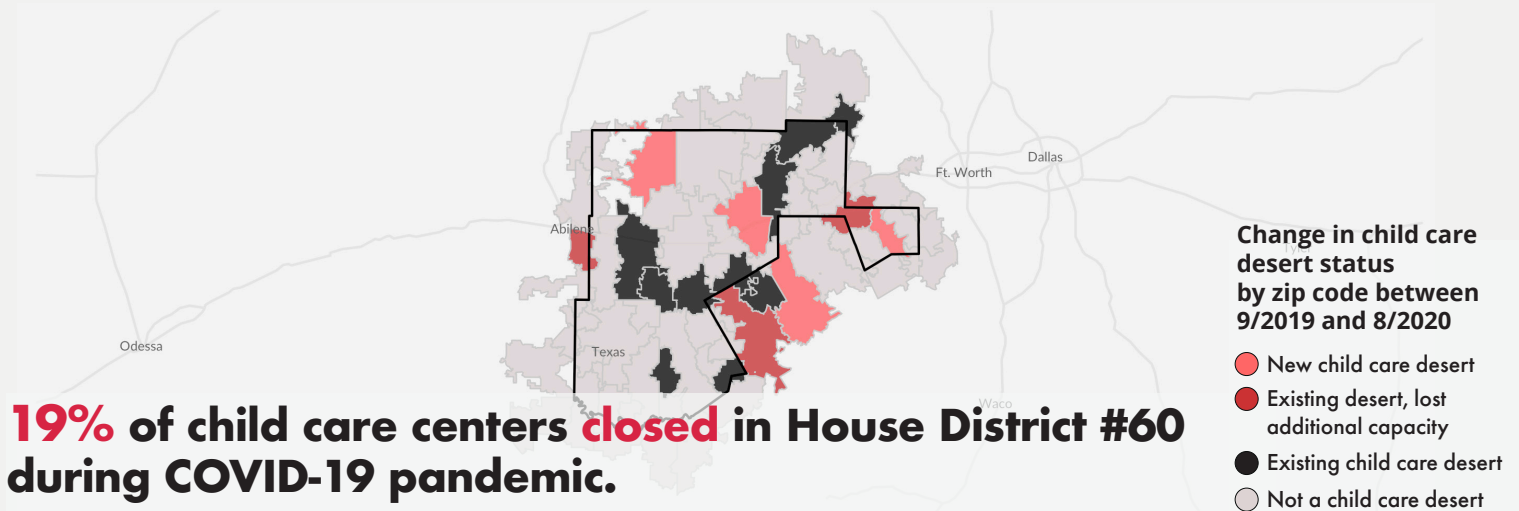 Dallas
Ft. Worth
Abilene
Odessa
Texas
Waco
Tyler
Change in child care
desert status
by zip code between
9/2019 and 8/2020
New child care desert
Existing desert, lost
additional capacity
Existing child care desert
Not a child care desert
19% of child care centers closed in House District #60
during COVID-19 pandemic.